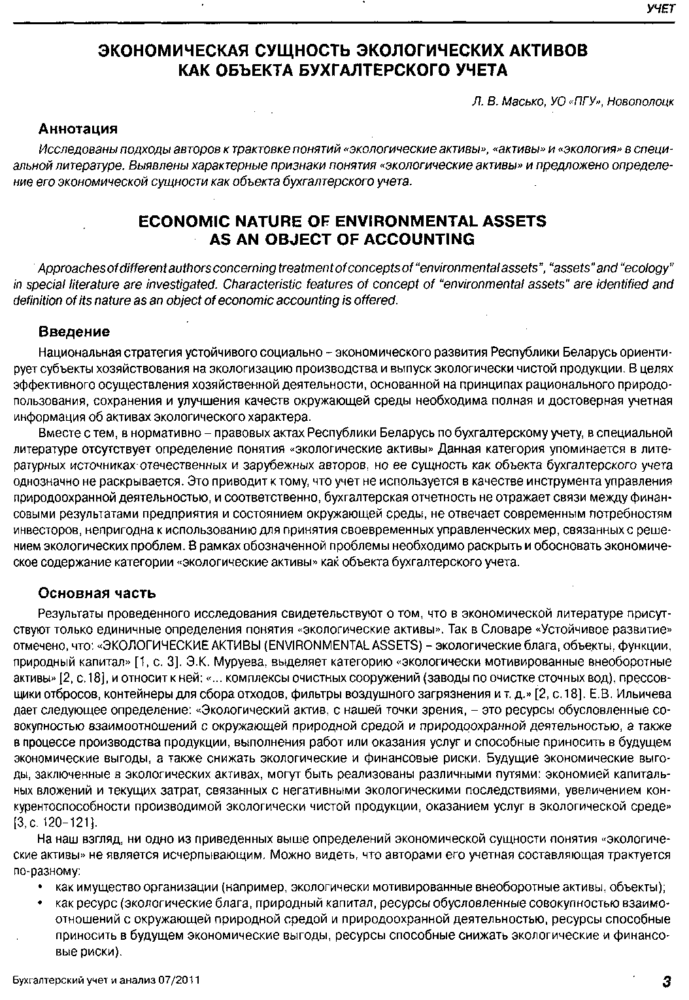 УЧЕТ
ЭКОНОМИЧЕСКАЯ СУЩНОСТЬ ЭКОЛОГИЧЕСКИХ АКТИВОВ
КАК ОБЪЕКТА БУХГАЛТЕРСКОГО УЧЕТА
Л. В. Масько, УО «ПГУ», Новополоцк
Аннотация
Исследованы подходы авторов к трактовке понятий «экологические активы», «активы» и «экология» в специ-
альной литературе. Выявлены характерные признаки понятия «экологические активы» и предложено определе-
ние его экономической сущности как объекта бухгалтерского учета.
ECONOMIC NATURE OF ENVIRONMENTAL ASSETS
AS AN OBJECT OF ACCOUNTING
Approaches of different authors concerning treatment of concepts of “environmental assets”, “assets” and “ecology”
in special literature are investigated. Characteristic features of concept of “environmental assets” are identified and
definition of its nature as an object of economic accounting is offered.
Введение
Национальная стратегия устойчивого социально – экономического развития Республики Беларусь ориенти-
рует субъекты хозяйствования на экологизацию производства и выпуск экологически чистой продукции. В целях
эффективного осуществления хозяйственной деятельности, основанной на принципах рационального природо-
пользования, сохранения и улучшения качеств окружающей среды необходима полная и достоверная учетная
информация об активах экологического характера.
Вместе с тем, в нормативно – правовых актах Республики Беларусь по бухгалтерскому учету, в специальной
литературе отсутствует определение понятия «экологические активы» Данная категория упоминается в лите-
ратурных источниках отечественных и зарубежных авторов, но ее сущность как объекта бухгалтерского учета
однозначно не раскрывается. Это приводит к тому, что учет не используется в качестве инструмента управления
природоохранной деятельностью, и соответственно, бухгалтерская отчетность не отражает связи между финан-
совыми результатами предприятия и состоянием окружающей среды, не отвечает современным потребностям
инвесторов, непригодна к использованию для принятия своевременных управленческих мер, связанных с реше-
нием экологических проблем. В рамках обозначенной проблемы необходимо раскрыть и обосновать экономиче-
ское содержание категории «экологические активы» как объекта бухгалтерского учета.
Основная часть
Результаты проведенного исследования свидетельствуют о том, что в экономической литературе присут-
ствуют только единичные определения понятия «экологические активы». Так в Словаре «Устойчивое развитие»
отмечено, что: «ЭКОЛОГИЧЕСКИЕ АКТИВЫ (ENVIRONMENTAL ASSETS) – экологические блага, объекты, функции,
природный капитал» [1, с. 3]. Э.К. Муруева, выделяет категорию «экологически мотивированные внеоборотные
активы» [2, с. 18], и относит к ней: «... комплексы очистных сооружений (заводы по очистке сточных вод), прессов-
щики отбросов, контейнеры для сбора отходов, фильтры воздушного загрязнения и т. д.» [2, с. 18]. Е.В. Ильичева
дает следующее определение: «Экологический актив, с нашей точки зрения, – это ресурсы обусловленные со-
вокупностью взаимоотношений с окружающей природной средой и природоохранной деятельностью, а также
в процессе производства продукции, выполнения работ или оказания услуг и способные приносить в будущем
экономические выгоды, а также снижать экологические и финансовые риски. Будущие экономические выго-
ды, заключенные в экологических активах, могут быть реализованы различными путями: экономией капиталь-
ных вложений и текущих затрат, связанных с негативными экологическими последствиями, увеличением кон-
курентоспособности производимой экологически чистой продукции, оказанием услуг в экологической среде»
[3, с. 120–121].
На наш взгляд, ни одно из приведенных выше определений экономической сущности понятия «экологиче-
ские активы» не является исчерпывающим. Можно видеть, что авторами его учетная составляющая трактуется
по-разному:
• как имущество организации (например, экологически мотивированные внеоборотные активы, объекты);
• как ресурс (экологические блага, природный капитал, ресурсы обусловленные совокупностью взаимо-
отношений с окружающей природной средой и природоохранной деятельностью, ресурсы способные
приносить в будущем экономические выгоды, ресурсы способные снижать экологические и финансо-
вые риски).
Бухгалтерский учет и анализ 07/2011
3